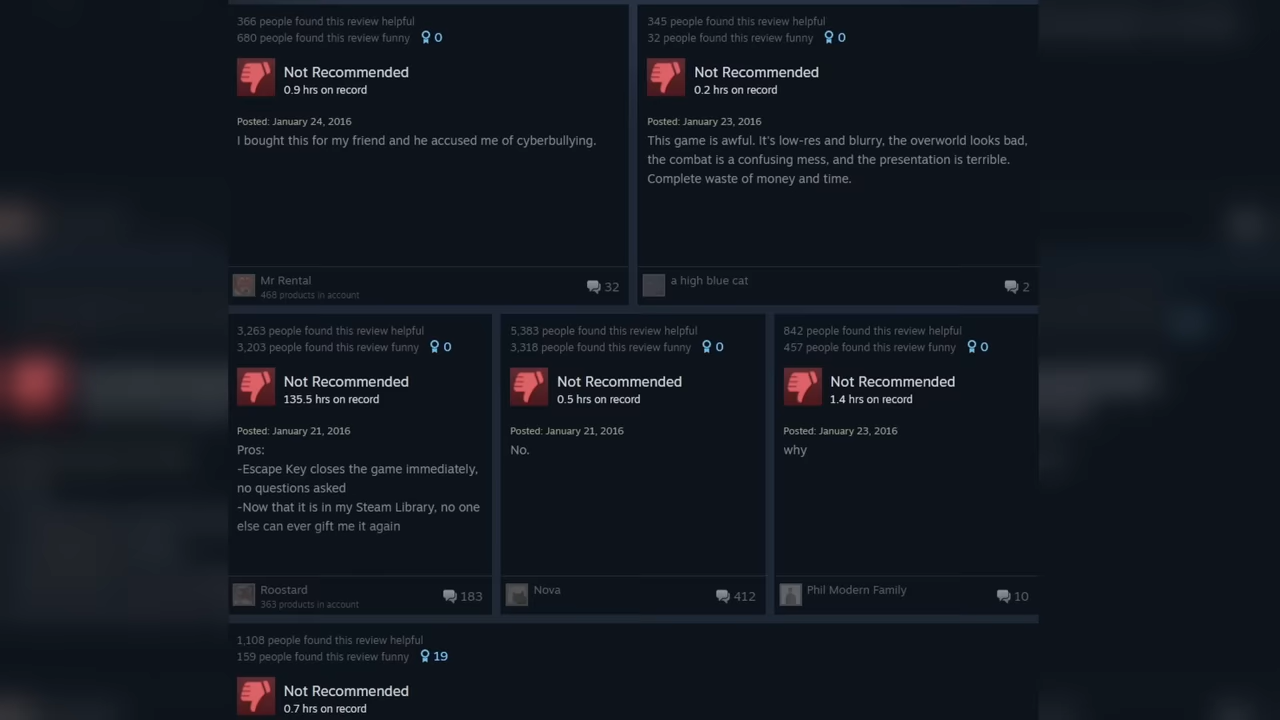 366 people found this review helpful
680 people found this review funny 0
Not Recommended
0.9 hrs on record
Posted: January 24, 2016
I bought this for my friend and he accused me of cyberbullying.
Mr Rental
468 products in account
32
345 people found this review helpful
32 people found this review funny 0
Not Recommended
0.2 hrs on record
Posted: January 23, 2016
This game is awful. It's low-res and blurry, the overworld looks bad,
the combat is a confusing mess, and the presentation is terrible.
Complete waste of money and time.
a high blue cat
2
3,263 people found this review helpful
3,203 people found this review funny 0
Not Recommended
135.5 hrs on record
Posted: January 21, 2016
Pros:
-Escape Key closes the game immediately,
no questions asked
-Now that it is in my Steam Library, no one
else can ever gift me it again
Roostard
363 products in account
183
5,383 people found this review helpful
3,318 people found this review funny 0
Not Recommended
0.5 hrs on record
Posted: January 21, 2016
No.
Nova
412
842 people found this review helpful
457 people found this review funny 0
Not Recommended
1.4 hrs on record
Posted: January 23, 2016
why
Phil Modern Family
10
1,108 people found this review helpful
159 people found this review funny 19
Not Recommended
0.7 hrs on record